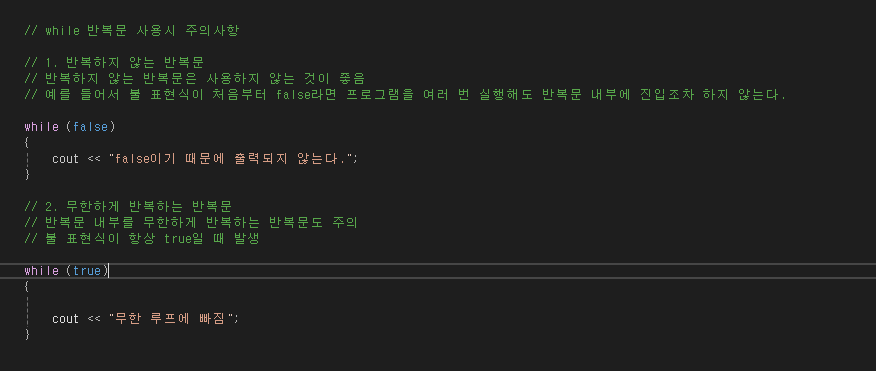 // while 반복문 사용시 주의사항
// 1. 반복하지 않는 반복문
// 반복하지 않는 반복문은 사용하지 않는 것이 좋음
// 예를 들어서 불 표현식이 처음부터 false라면 프로그램을 여러 번 실행해도 반복문 내부에 진입조차 하지 않는다.
while (false)
{
cout << "false이기 때문에 출력되지 않는다.";
}
// 2. 무한하게 반복하는 반복문
// 반복문 내부를 무한하게 반복하는 반복문도 주의
// 불 표현식이 항상 true일 때 발생
while (true)
{
cout << "무한 루프에 빠짐";
}